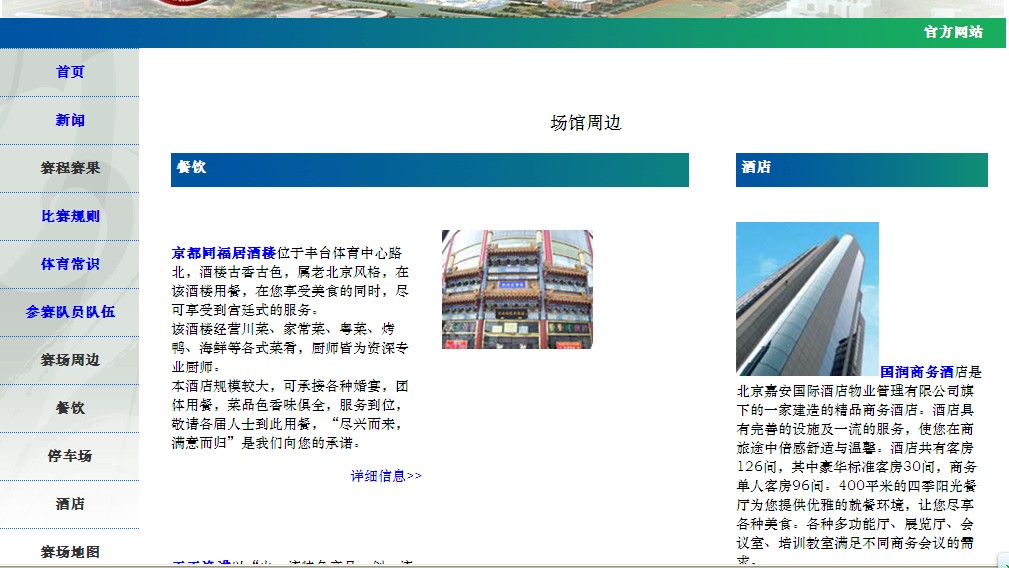 官方网站
首页
新闻
赛程赛果
比赛规则
体育常识
参赛队员队伍
赛场周边
餐饮
停车场
酒店
赛场地图
场馆周边
餐饮
京都同福居酒楼位于丰台体育中心路
北，酒楼古香古色，属老北京风格，在
该酒楼用餐，在您享受美食的同时，尽
可享受到宫廷式的服务。
该酒楼经营川菜、家常菜、粤菜、烤
鸭、海鲜等各式菜肴，厨师皆为资深专
业厨师。
本酒店规模较大，可承接各种婚宴，团
体用餐，菜品色香味俱全，服务到位，
敬请各届人士到此用餐，“尽兴而来，
满意而归”是我们向您的承诺。
详细信息>>
酒店
国润商务酒店是
北京嘉安国际酒店物业管理有限公司旗
下的一家建造的精品商务酒店。酒店具
有完善的设施及一流的服务，使您在商
旅途中倍感舒适与温馨。酒店共有客房
126间，其中豪华标准客房30间，商务
单人客房96间。400平米的四季阳光餐
厅为您提供优雅的就餐环境，让您尽享
各种美食。各种多功能厅、展览厅、会
议室、培训教室满足不同商务会议的需
求。